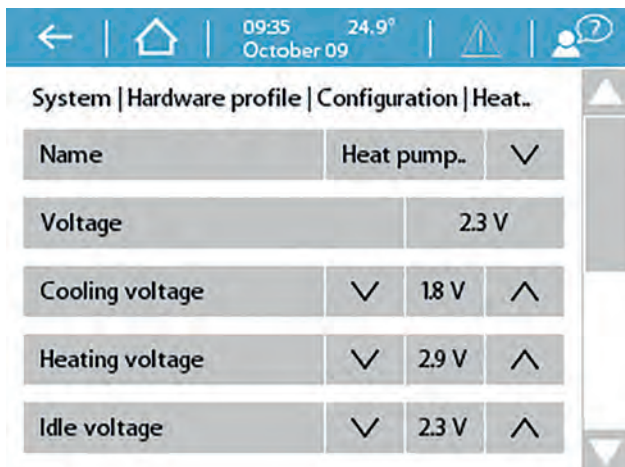 09:35 24.9°
October 09
?
System | Hardware profile | Configuration | Heat..
Name Heat pump..
Voltage 2.3 V
Cooling voltage 1.8 V
Heating voltage 2.9 V
Idle voltage 2.3 V